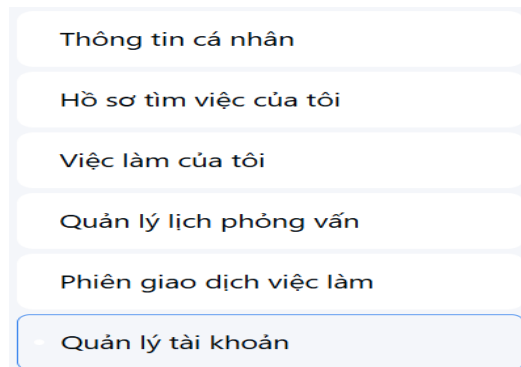 Thông tin cá nhân
Hồ sơ tìm việc của tôi
Việc làm của tôi
Quản lý lịch phỏng vấn
Phiên giao dịch việc làm
Quản lý tài khoản